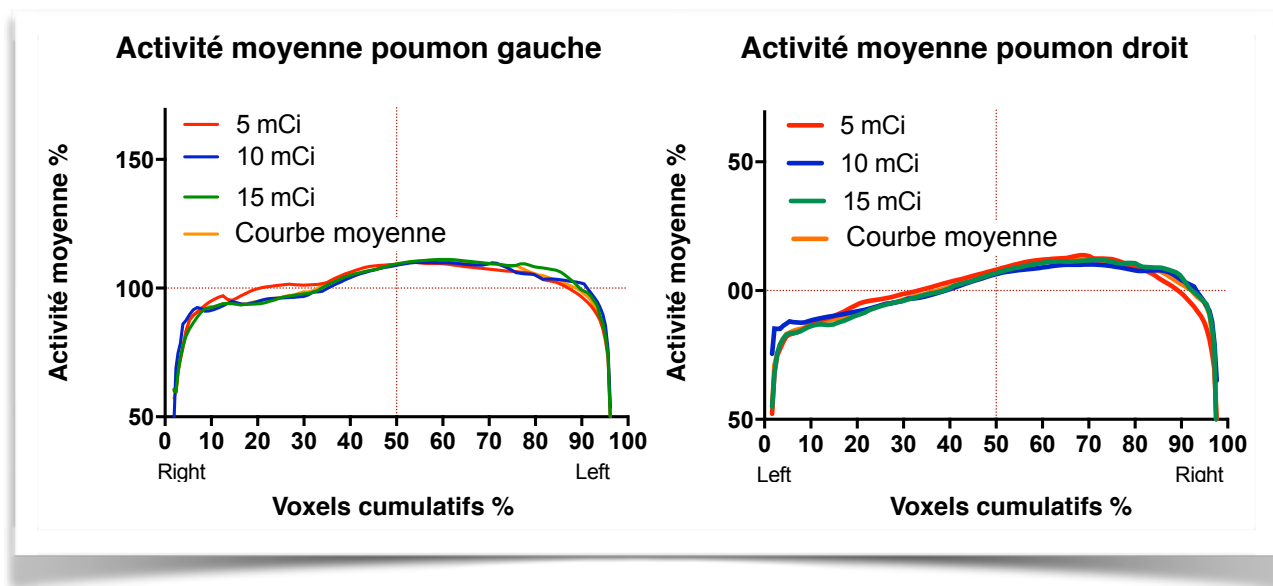 Activité moyenne poumon gauche
5 mCi
10 mCi
15 mCi
Courbe moyenne
Activité moyenne %
150
100
50
0 10 20 30 40 50 60 70 80 90 100
Right Left
Voxels cumulatifs %
Activité moyenne poumon droit
5 mCi
10 mCi
15 mCi
Courbe moyenne
Activité moyenne %
50
00
50
0 10 20 30 40 50 60 70 80 90 100
Left Right
Voxels cumulatifs %